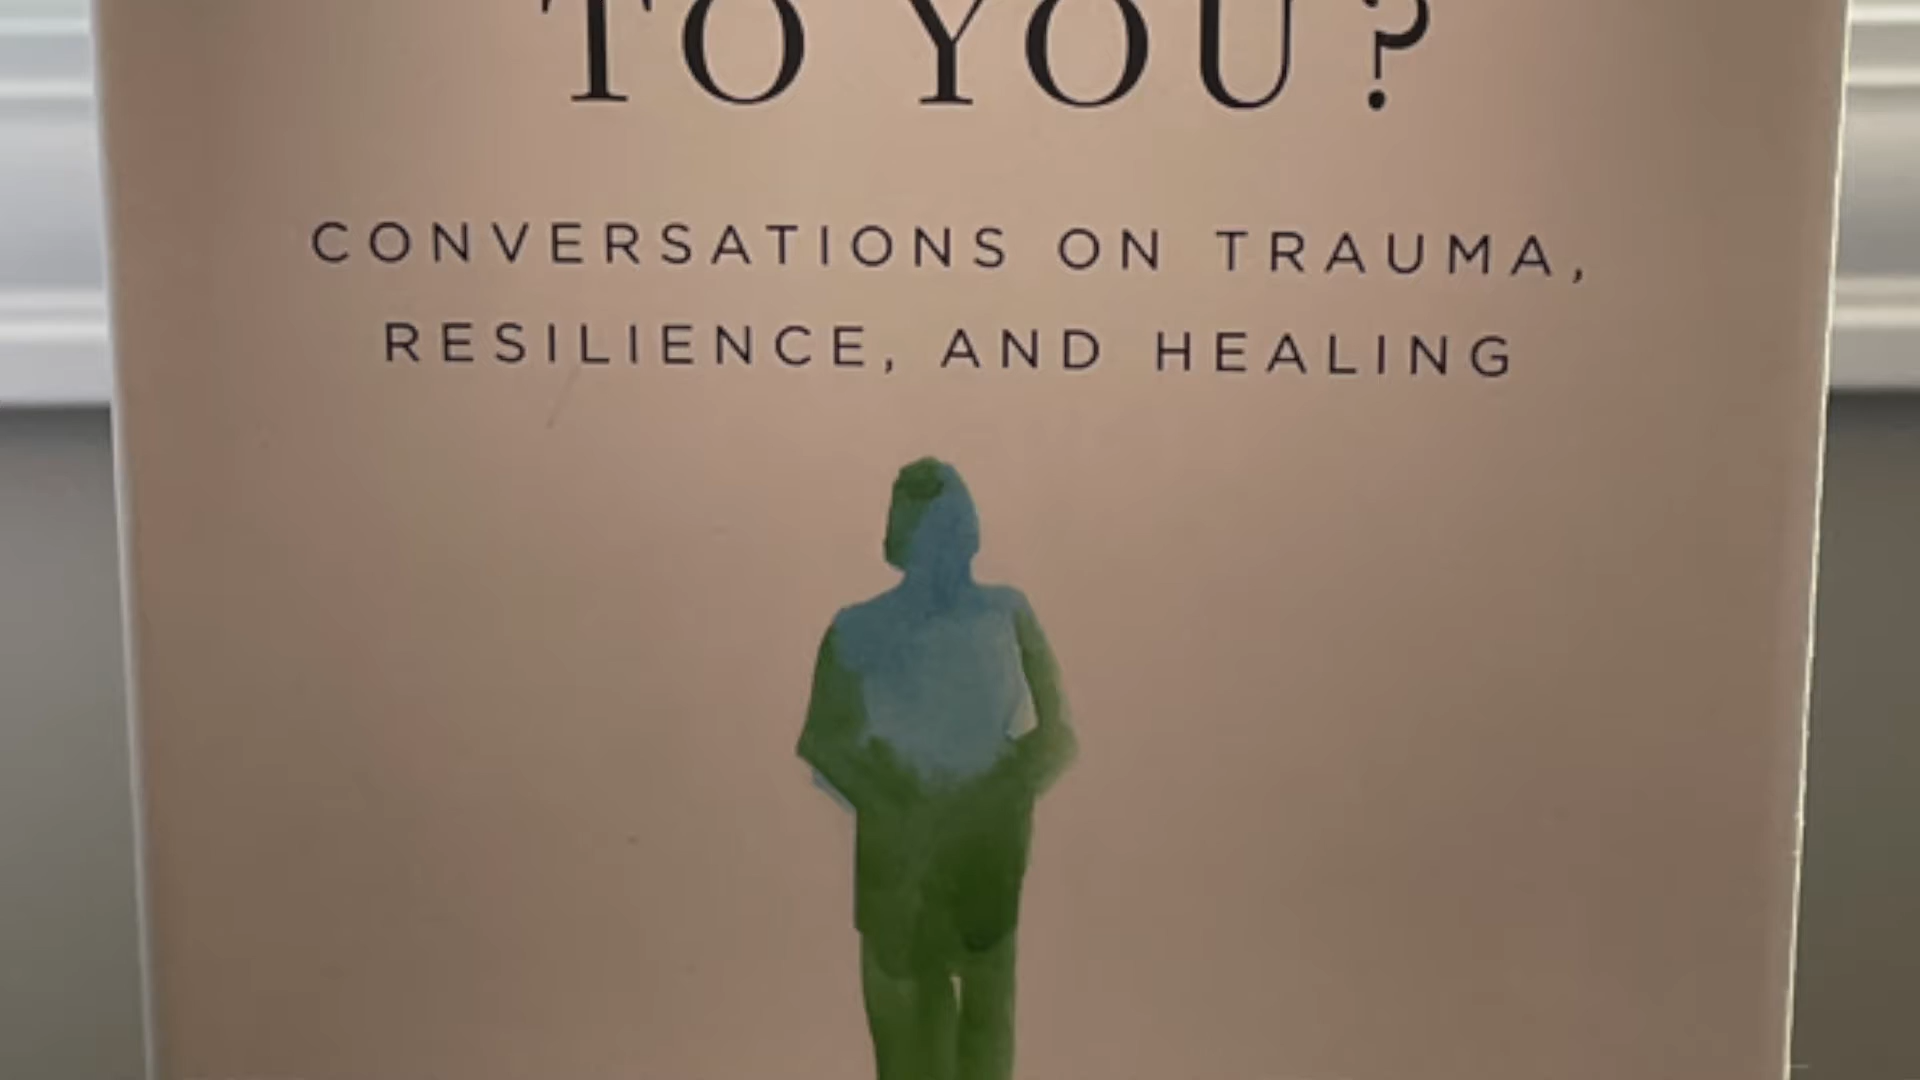 TO YOU?
CONVERSATIONS ON TRAUMA,
RESILIENCE, AND HEALING